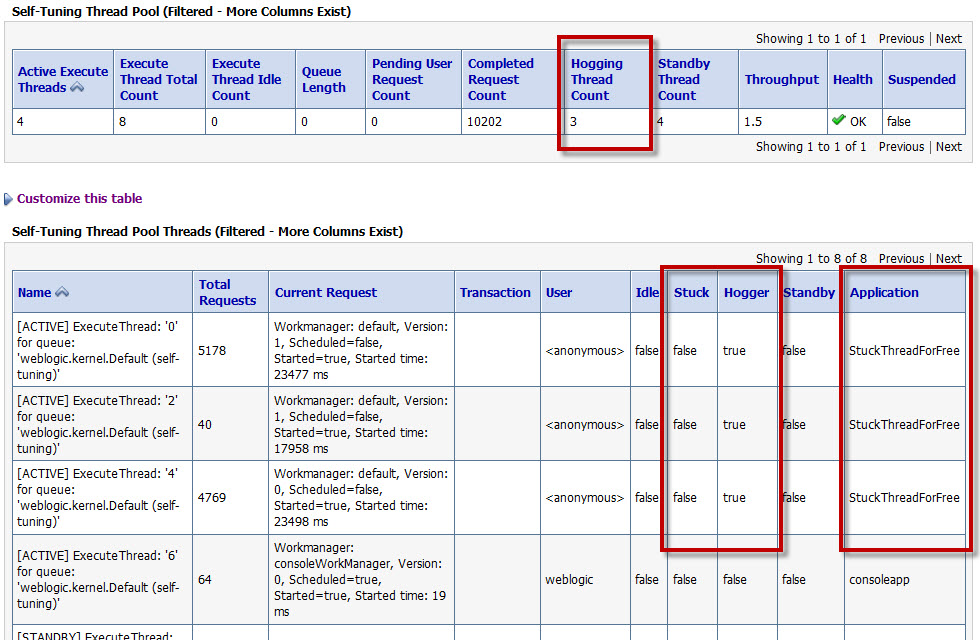 Self-Tuning Thread Pool (Filtered - More Columns Exist)
Showing 1 to 1 of 1 Previous | Next
Active Execute Threads
Execute Thread Total Count
Execute Thread Idle Count
Queue Length
Pending User Request Count
Completed Request Count
Hogging Thread Count
Standby Thread Count
Throughput
Health
Suspended
4 8 0 0 0 10202 3 4 1.5 OK false
Showing 1 to 1 of 1 Previous | Next
Customize this table
Self-Tuning Thread Pool Threads (Filtered - More Columns Exist)
Showing 1 to 8 of 8 Previous | Next
Name
Total Requests
Current Request
Transaction
User
Idle
Stuck
Hogger
Standby
Application
[ACTIVE] ExecuteThread: '0'
for queue:
'weblogic.kernel.Default (self-
tuning)'
5178
Workmanager: default, Version:
1, Scheduled=false,
Started=true, Started time:
23477 ms
<anonymous> false false true false StuckThreadForFree
[ACTIVE] ExecuteThread: '2'
for queue:
'weblogic.kernel.Default (self-
tuning)'
40
Workmanager: default, Version:
1, Scheduled=false,
Started=true, Started time:
17958 ms
<anonymous> false false true false StuckThreadForFree
[ACTIVE] ExecuteThread: '4'
for queue:
'weblogic.kernel.Default (self-
tuning)'
4769
Workmanager: default, Version:
0, Scheduled=false,
Started=true, Started time:
23498 ms
<anonymous> false false true false StuckThreadForFree
[ACTIVE] ExecuteThread: '6'
for queue:
'weblogic.kernel.Default (self-
tuning)'
64
Workmanager:
consoleWorkManager, Version:
0, Scheduled=true,
Started=true, Started time: 19
ms
weblogic false false false false consoleapp
[STANDBY] ExecuteThread: